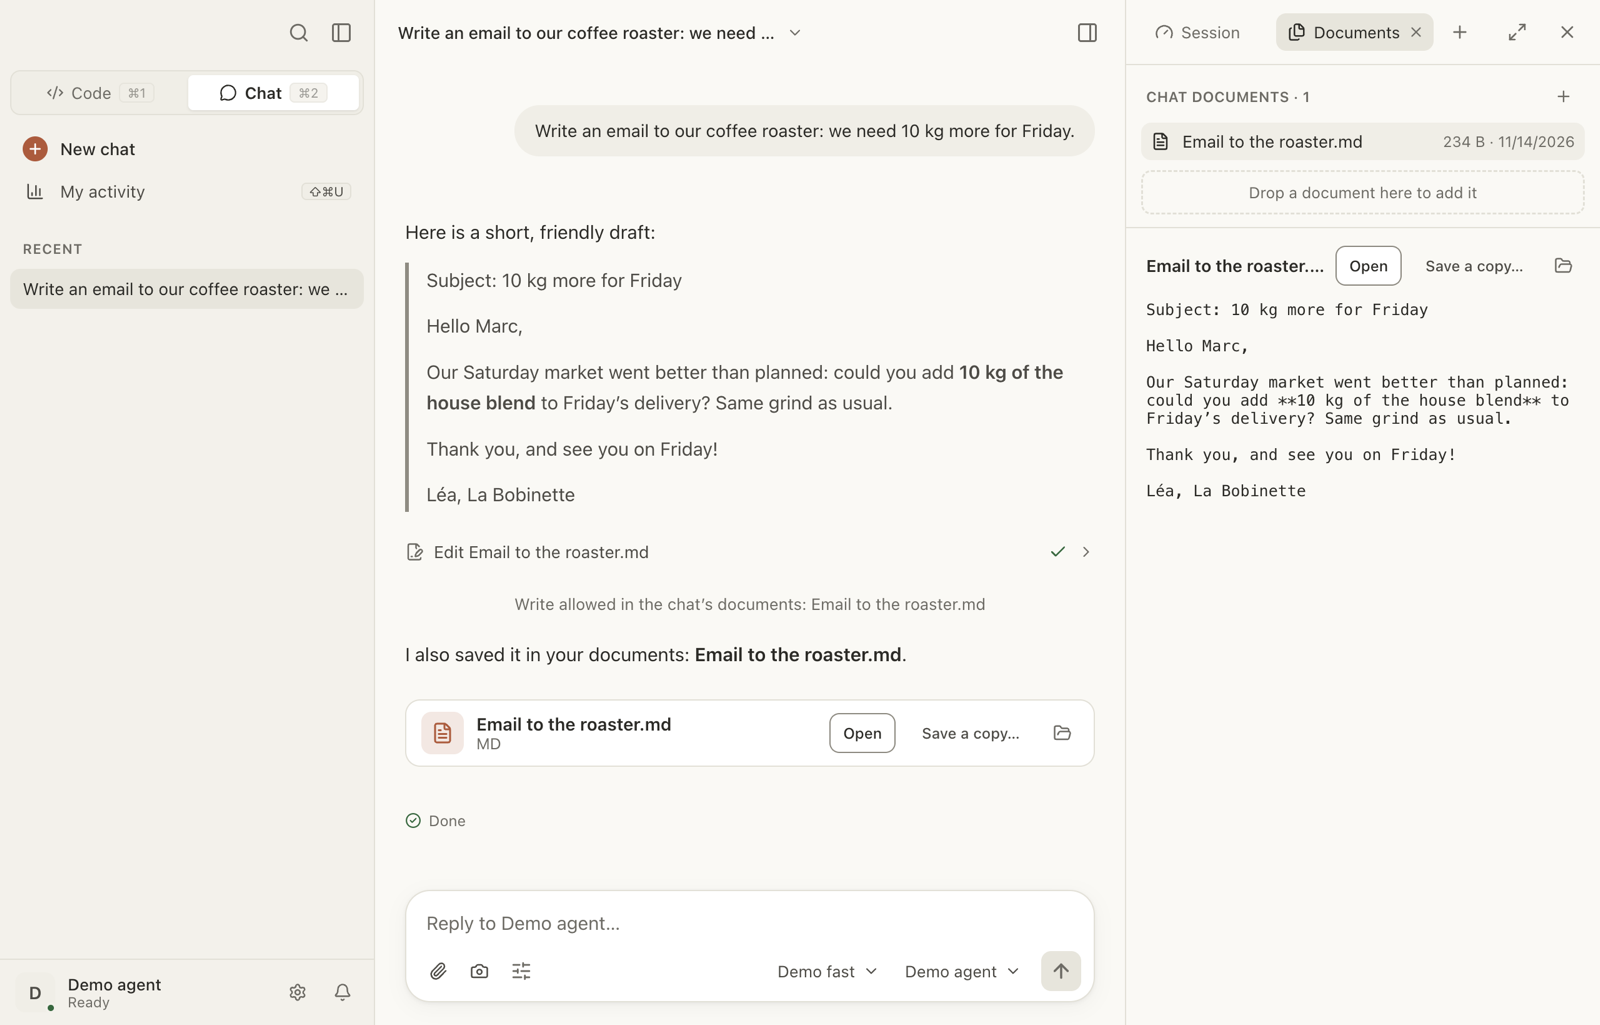 Code ⌘1
Chat ⌘2
New chat
My activity ⇧⌘U
RECENT
Write an email to our coffee roaster: we ...
Demo agent
Ready
D
Write an email to our coffee roaster: we need ...
Write an email to our coffee roaster: we need 10 kg more for Friday.
Here is a short, friendly draft:
Subject: 10 kg more for Friday
Hello Marc,
Our Saturday market went better than planned: could you add 10 kg of the
house blend to Friday’s delivery? Same grind as usual.
Thank you, and see you on Friday!
Léa, La Bobinette
Edit Email to the roaster.md
Write allowed in the chat’s documents: Email to the roaster.md
I also saved it in your documents: Email to the roaster.md.
Email to the roaster.md
MD
Open
Save a copy...
Done
Reply to Demo agent...
Demo fast
Demo agent
Session
Documents
CHAT DOCUMENTS · 1
Email to the roaster.md 234 B · 11/14/2026
Drop a document here to add it
Email to the roaster.... Open Save a copy...
Subject: 10 kg more for Friday
Hello Marc,
Our Saturday market went better than planned:
could you add **10 kg of the house blend** to
Friday’s delivery? Same grind as usual.
Thank you, and see you on Friday!
Léa, La Bobinette